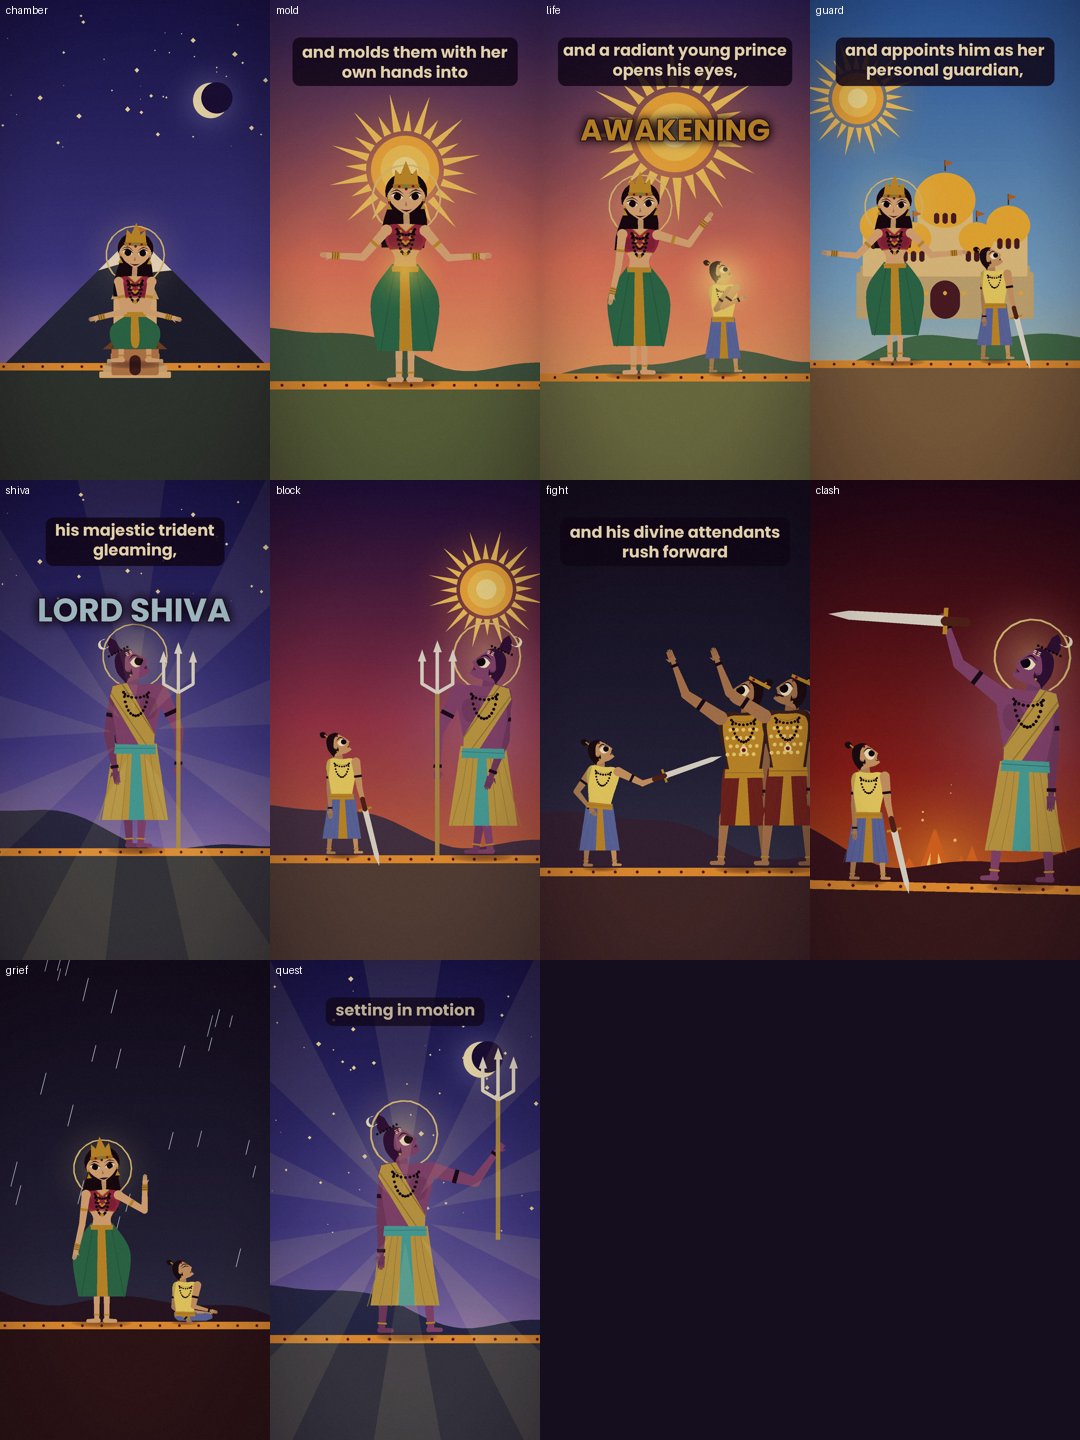 chamber
mold
and molds them with her
own hands into
life
and a radiant young prince
opens his eyes,
AWAKENING
guard
and appoints him as her
personal guardian,
shiva
his majestic trident
gleaming,
LORD SHIVA
block
fight
and his divine attendants
rush forward
clash
grief
quest
setting in motion